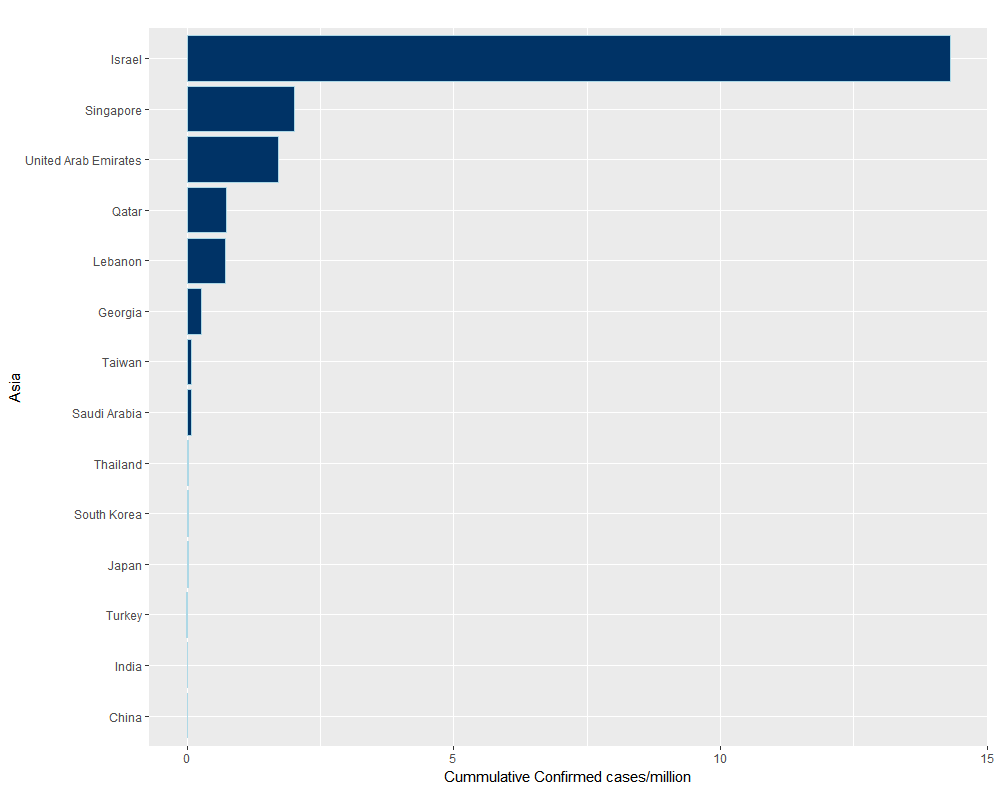 Israel
Singapore
United Arab Emirates
Qatar
Lebanon
Georgia
Taiwan
Saudi Arabia
Thailand
South Korea
Japan
Turkey
India
China
Asia
0 5 10 15
Cummulative Confirmed cases/million